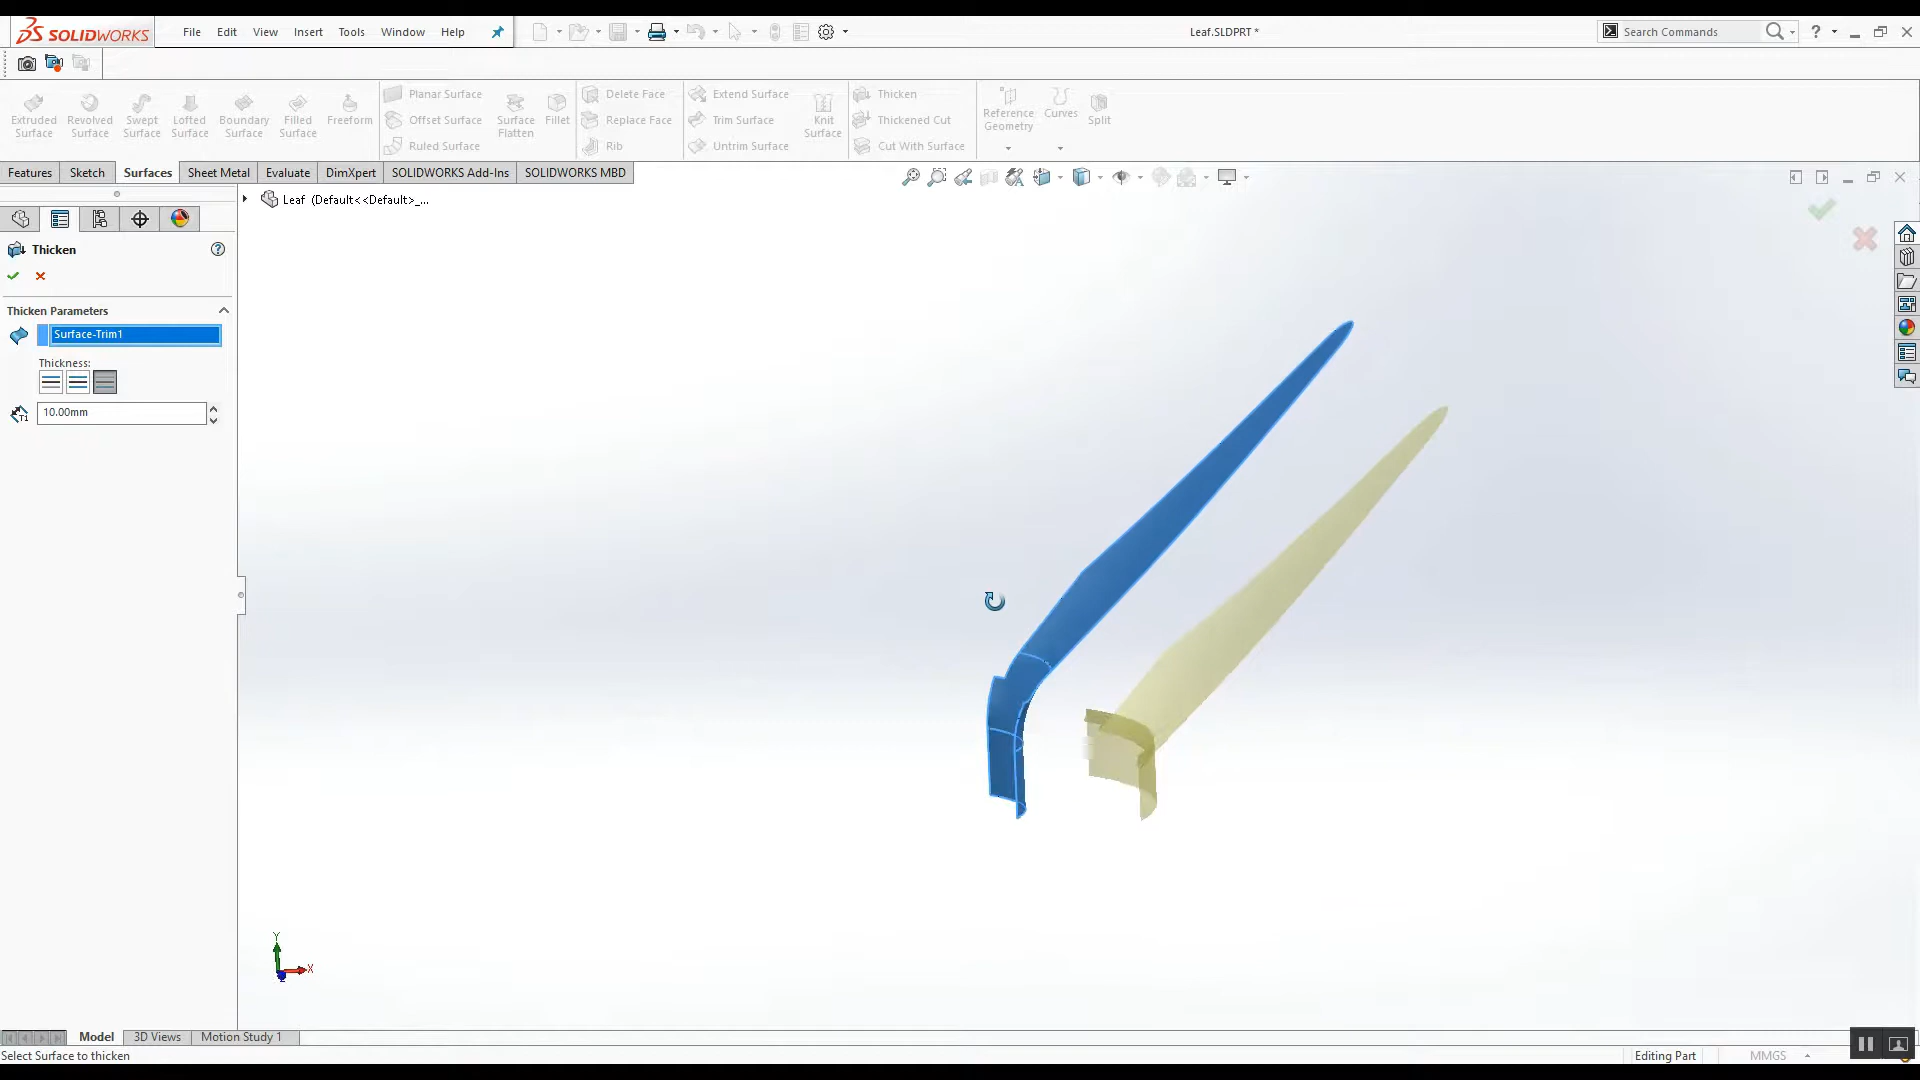 SOLIDWORKS File Edit View Insert Tools Window Help Leaf.SLDPRT * Search Commands ?
Extruded Surface
Revolved Surface
Swept Surface
Lofted Surface
Boundary Surface
Filled Surface
Freeform
Planar Surface
Offset Surface
Ruled Surface
Surface Flatten
Fillet
Delete Face
Replace Face
Rib
Extend Surface
Trim Surface
Untrim Surface
Knit Surface
Thicken
Thickened Cut
Cut With Surface
Reference Geometry
Curves
Split
Features Sketch Surfaces Sheet Metal Evaluate DimXpert SOLIDWORKS Add-Ins SOLIDWORKS MBD
Leaf (Default<<Default>_...
Thicken
Thicken Parameters
Surface-Trim1
Thickness:
T1 10.00mm
Y
X
Z
Model 3D Views Motion Study 1
Select Surface to thicken Editing Part MMGS